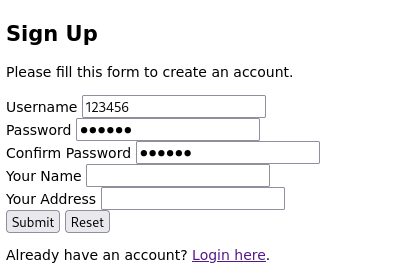 Sign Up
Please fill this form to create an account.
Username 123456
Password ●●●●●●
Confirm Password ●●●●●●
Your Name
Your Address
Submit Reset
Already have an account? Login here.